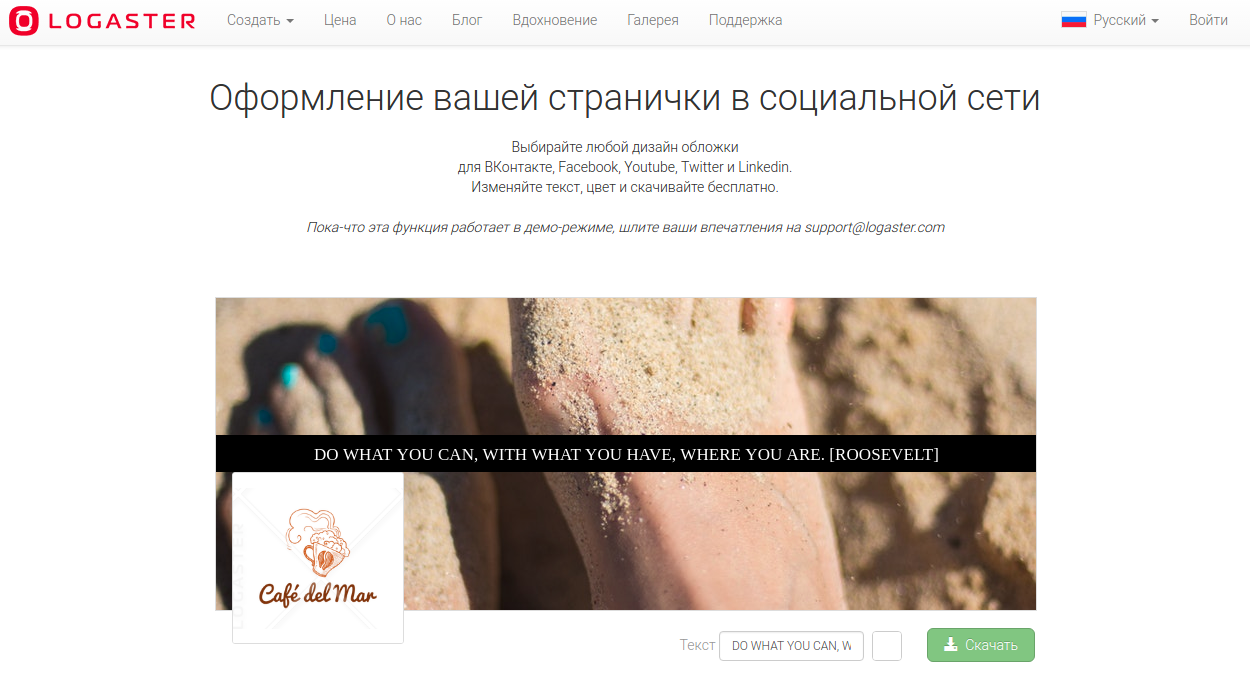 LOGASTER Создать Цена О нас Блог Вдохновение Галерея Поддержка Русский Войти
Оформление вашей странички в социальной сети
Выбирайте любой дизайн обложки
для ВКонтакте, Facebook, Youtube, Twitter и Linkedin.
Изменяйте текст, цвет и скачивайте бесплатно.
Пока-что эта функция работает в демо-режиме, шлите ваши впечатления на support@logaster.com
DO WHAT YOU CAN, WITH WHAT YOU HAVE, WHERE YOU ARE. [ROOSEVELT]
LOGASTER
Café del Mar
Текст DO WHAT YOU CAN, W Скачать